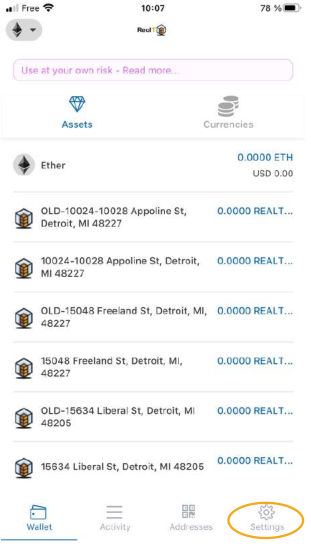 Free
10:07
78 %
RealT
Use at your own risk - Read more...
Assets
Currencies
Ether
0.0000 ETH
USD 0.00
OLD-10024-10028 Appoline St,
Detroit, MI 48227
0.0000 REALT...
10024-10028 Appoline St, Detroit,
MI 48227
0.0000 REALT...
OLD-15048 Freeland St, Detroit, MI,
48227
0.0000 REALT...
15048 Freeland St, Detroit, MI,
48227
0.0000 REALT...
OLD-15634 Liberal St, Detroit, MI
48205
0.0000 REALT...
15634 Liberal St, Detroit, MI 48205
0.0000 REALT...
Wallet
Activity
Addresses
Settings